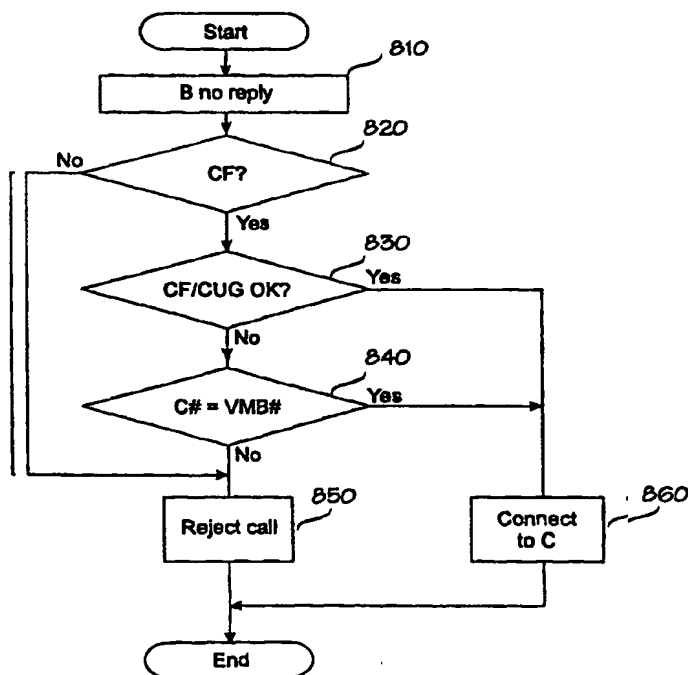 Start
810
B no reply
820
No
CF?
Yes
830
CF/CUG OK?
Yes
No
840
C# = VMB#
Yes
No
850
Reject call
860
Connect
to C
End